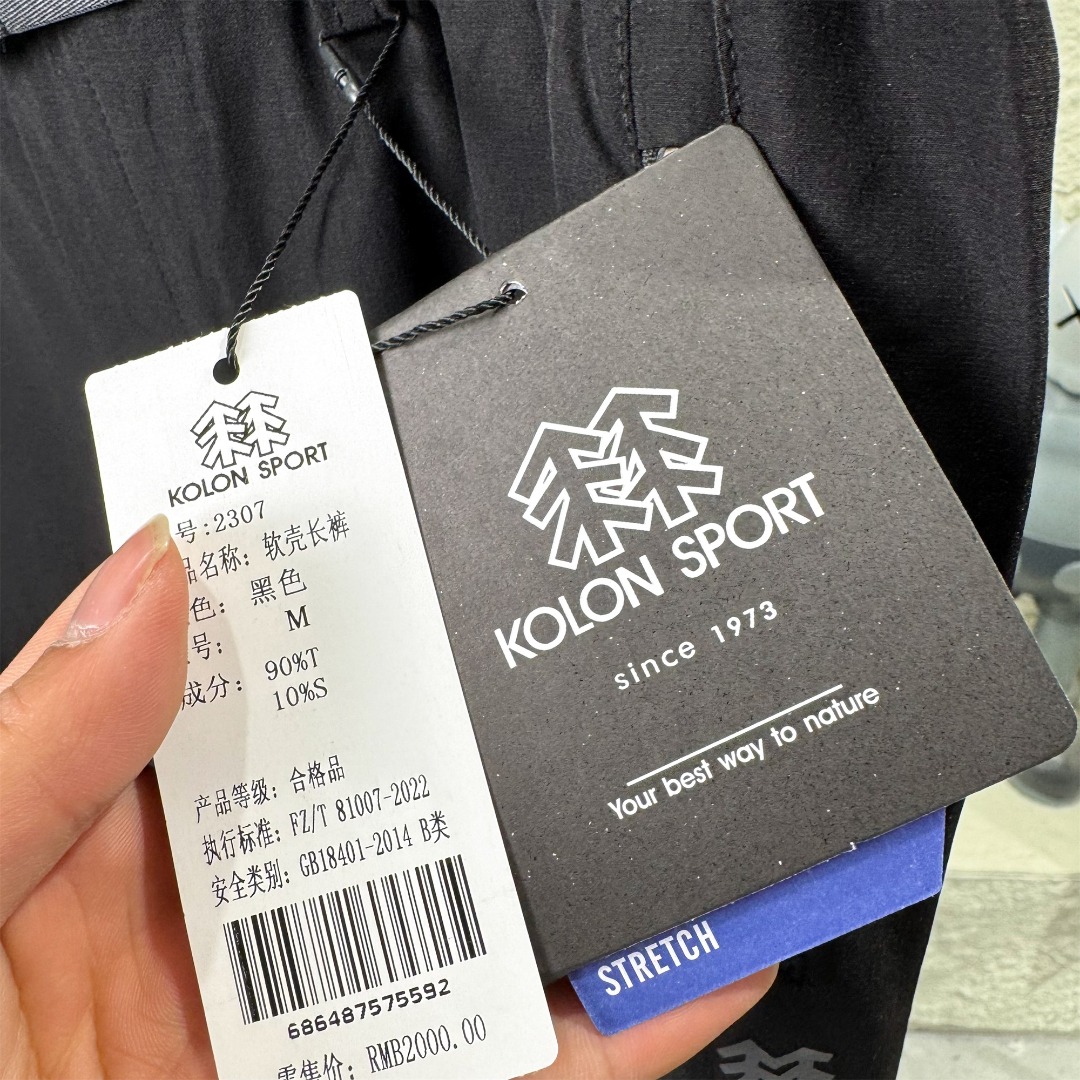 KOLON SPORT
号:2307
品名称: 软壳长裤
色: 黑色
号: M
成分: 90%T
10%S
产品等级: 合格品
执行标准: FZ/T 81007-2022
安全类别: GB18401-2014 B类
686487575592
零售价: RMB2000.00
KOLON SPORT
since 1973
Your best way to nature
STRETCH